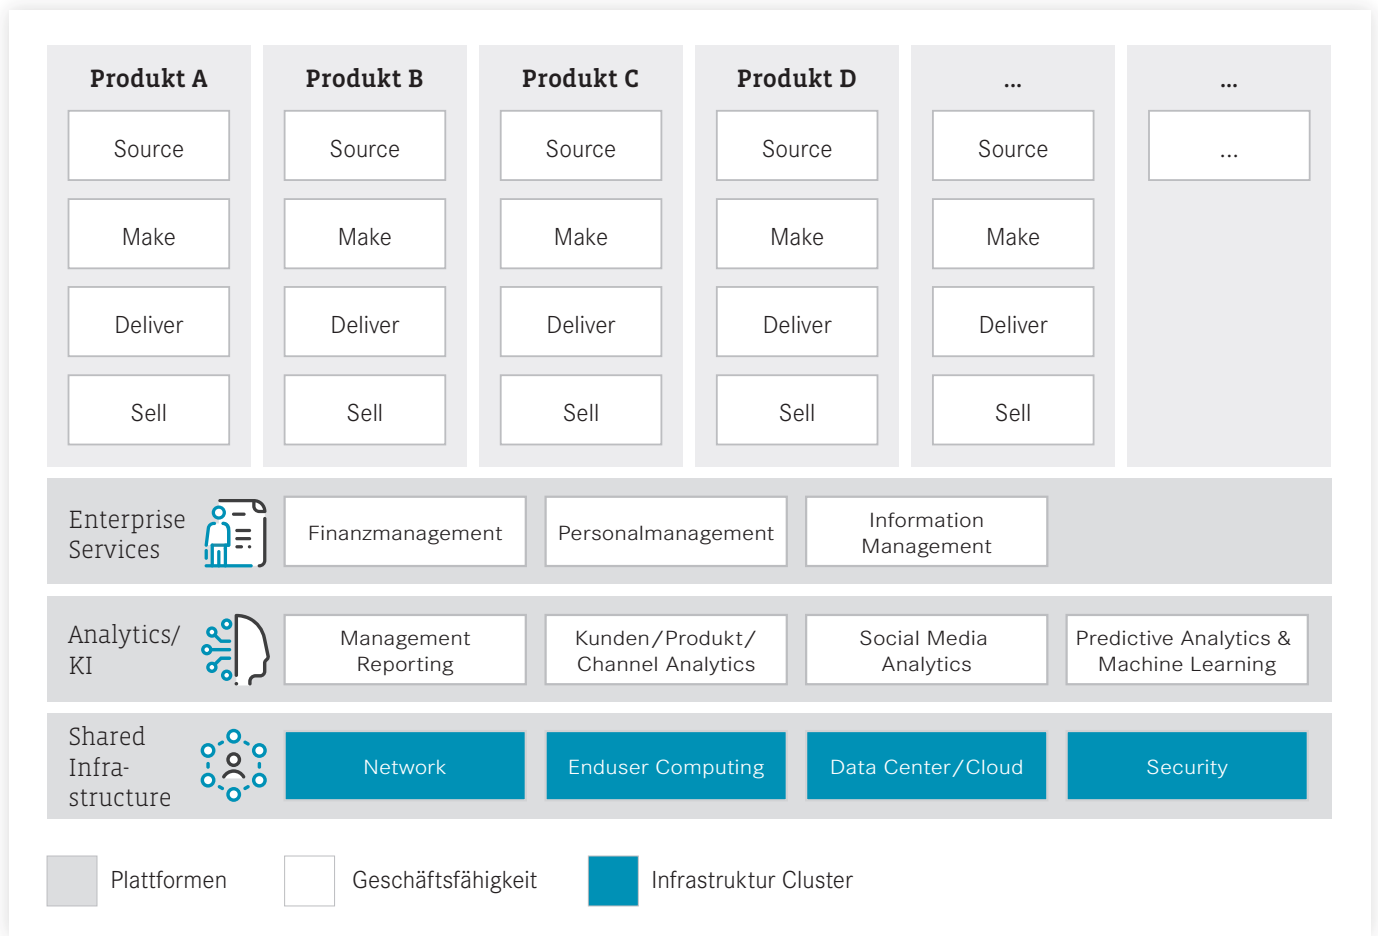 Produkt A
Produkt B
Produkt C
Produkt D
...
...
Source
Source
Source
Source
Source
...
Make
Make
Make
Make
Make
Deliver
Deliver
Deliver
Deliver
Deliver
Sell
Sell
Sell
Sell
Sell
Enterprise
Services
Finanzmanagement
Personalmanagement
Information
Management
Analytics/
KI
Management
Reporting
Kunden/Produkt/
Channel Analytics
Social Media
Analytics
Predictive Analytics &
Machine Learning
Shared
Infra-
structure
Network
Enduser Computing
Data Center/Cloud
Security
Plattformen
Geschäftsfähigkeit
Infrastruktur Cluster